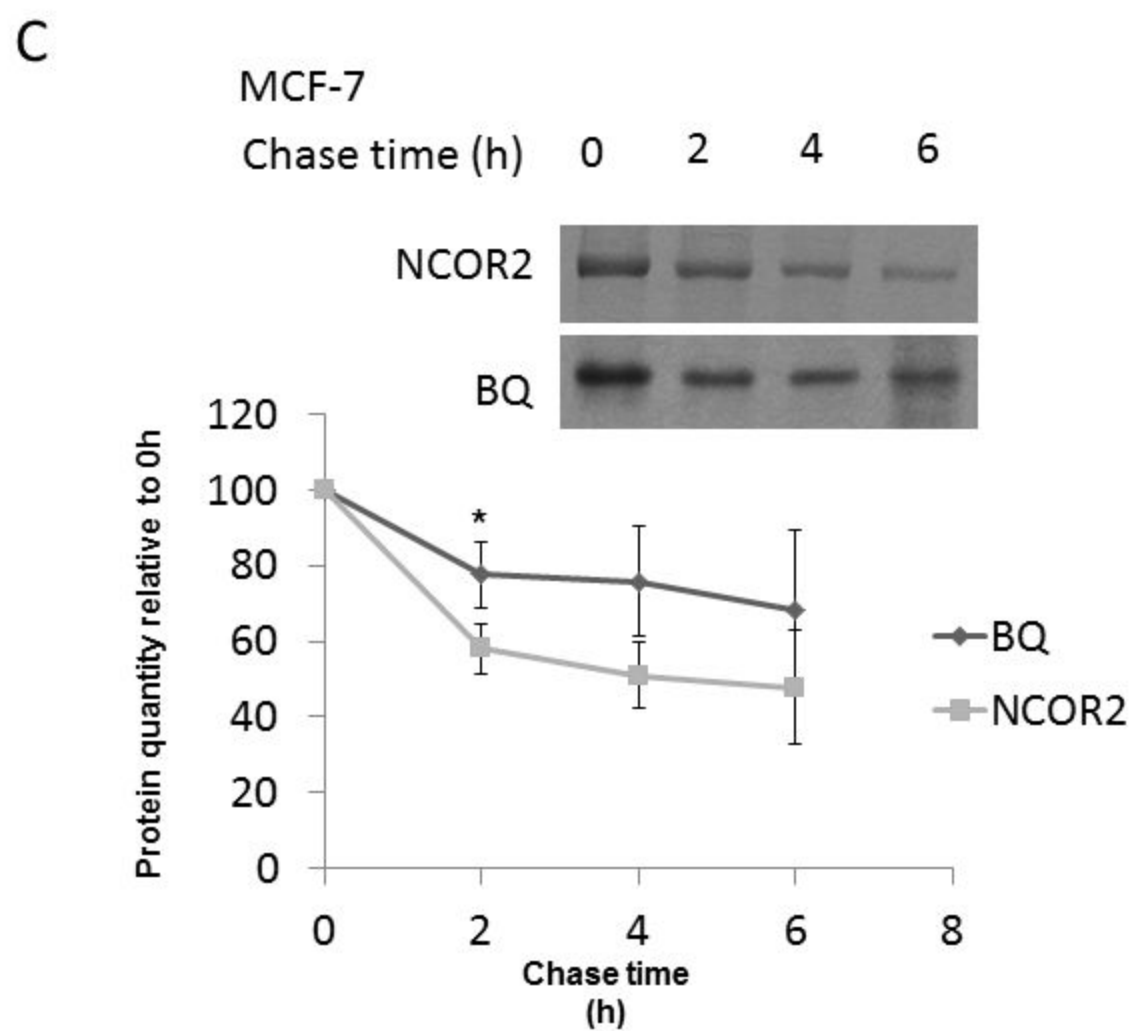 C
MCF-7
Chase time (h) 0 2 4 6
NCOR2
BQ
Protein quantity relative to 0h
120
100
80
60
40
20
0
*
BQ
NCOR2
0 2 4 6 8
Chase time
(h)